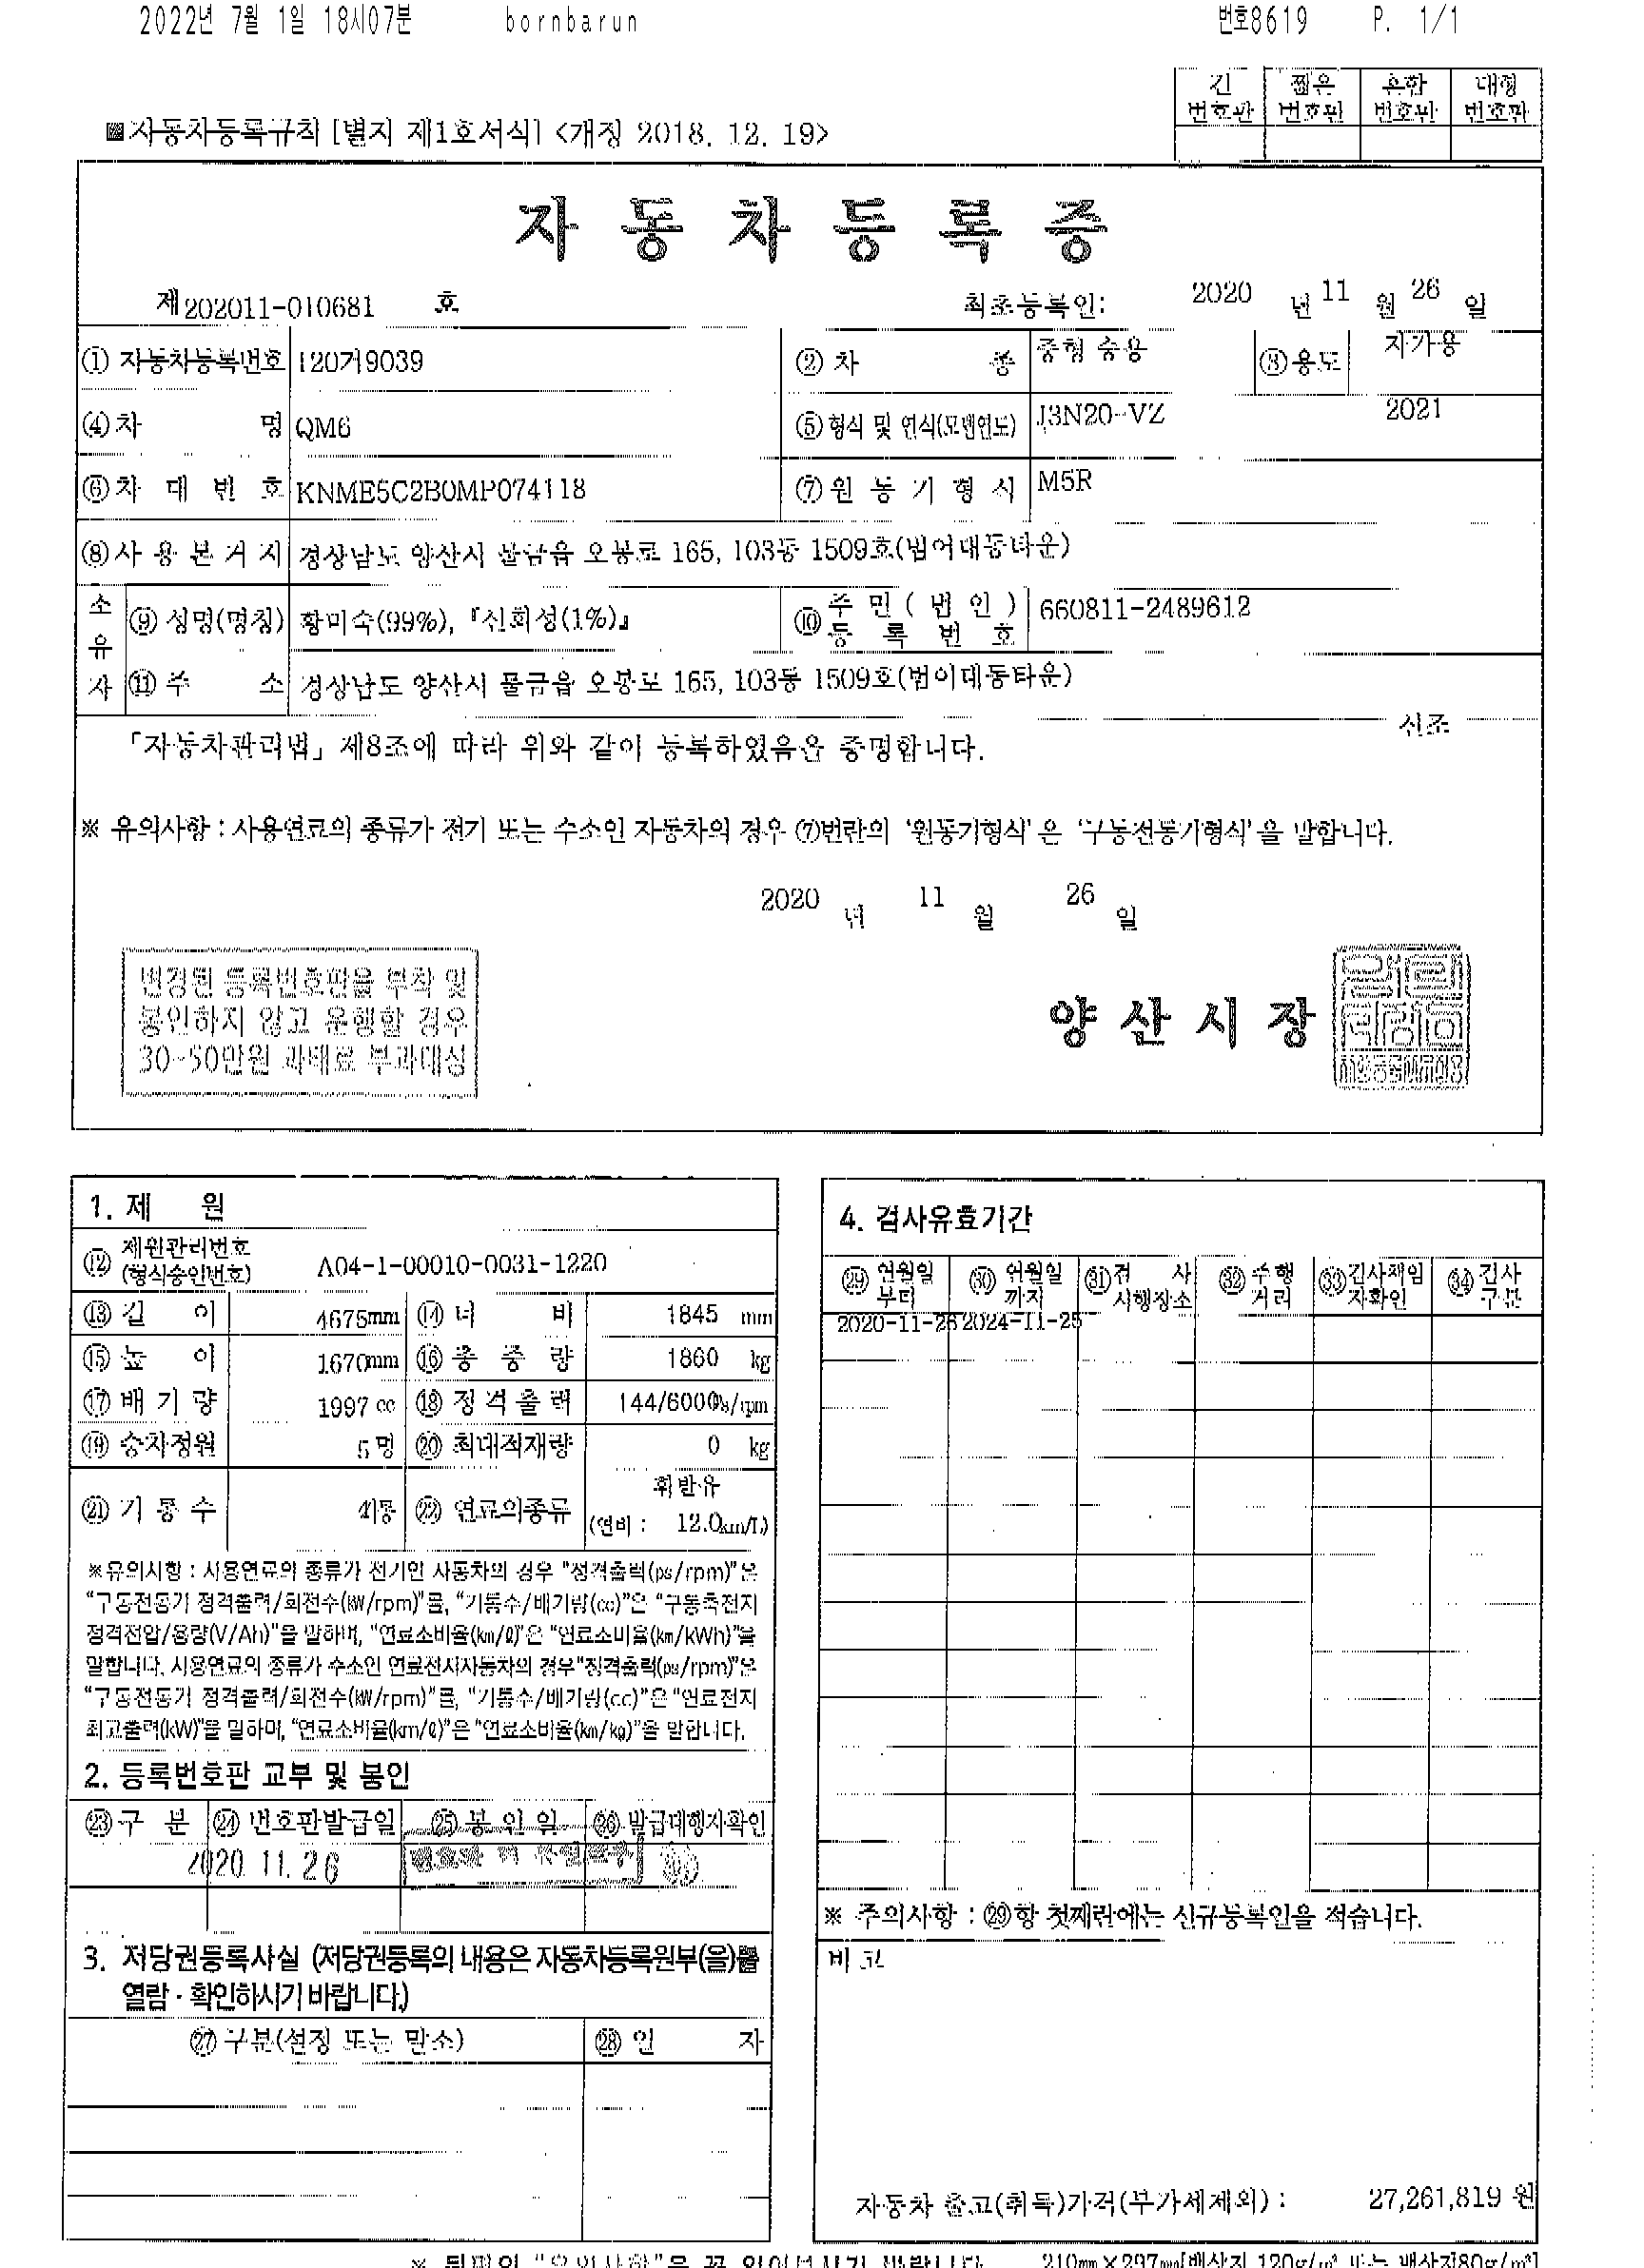 2022년 7월 1일 18시07분 bornbarun 번호8619 P. 1/1
긴 번호판 짧은 번호판 소형 번호판 대형 번호판
자동차등록규칙 [별지 제1호서식] <개정 2018. 12. 19>
자동차등록증
제 202011-010681 호 최초등록일: 2020 년 11 월 26 일
① 자동차등록번호 120거9039 ② 차 종 중형 승용 ③용도 자가용
④ 차 명 QM6 ⑤ 형식 및 연식(모델연도) J3N20-VZ 2021
⑥ 차 대 번 호 KNME5C2B0MP074118 ⑦ 원 동 기 형 식 M5R
⑧ 사 용 본 거 지 경상남도 양산시 물금읍 오봉로 165, 103동 1509호(범어대동타운)
소유자 ⑨ 성명(명칭) 황미숙(99%), 『신희성(1%)』 ⑩ 주 민 ( 법 인 ) 등 록 번 호 660811-2489612
⑪ 주 소 경상남도 양산시 물금읍 오봉로 165, 103동 1509호(범어대동타운)
신조
「자동차관리법」 제8조에 따라 위와 같이 등록하였음을 증명합니다.
※ 유의사항 : 사용연료의 종류가 전기 또는 수소인 자동차의 경우 ⑦번란의 '원동기형식' 은 '구동전동기형식' 을 말합니다.
2020 년 11 월 26 일
변경된 등록번호판을 부착 및
봉인하지 않고 운행할 경우
30~50만원 과태료 부과대상
양 산 시 장
1. 제 원
⑫ 제원관리번호 (형식승인번호) A04-1-00010-0031-1220
⑬ 길 이 4675mm ⑭ 너 비 1845 mm
⑮ 높 이 1670mm ⑯ 총 중 량 1860 kg
⑰ 배 기 량 1997 cc ⑱ 정 격 출 력 144/6000ps/rpm
⑲ 승차정원 5 명 ⑳ 최대적재량 0 kg
㉑ 기 통 수 4기통 ㉒ 연료의종류 휘발유
(연비 : 12.0km/L)
※유의사항 : 사용연료의 종류가 전기인 자동차의 경우 "정격출력(ps/rpm)"은
"구동전동기 정격출력/회전수(kW/rpm)"를, "기통수/배기량(cc)"은 "구동축전지
정격전압/용량(V/Ah)"을 말하며, "연료소비율(km/ℓ)"은 "연료소비율(km/kWh)"을
말합니다. 사용연료의 종류가 수소인 연료전지자동차의 경우 "정격출력(ps/rpm)"은
"구동전동기 정격출력/회전수(kW/rpm)"를, "기통수/배기량(cc)"은 "연료전지
최고출력(kW)"을 말하며, "연료소비율(km/ℓ)"은 "연료소비율(km/kg)"을 말합니다.
2. 등록번호판 교부 및 봉인
㉓ 구 분 ㉔ 번호판발급일 ㉕ 봉 인 일 ㉖ 발급대행자확인
2020. 11. 26
3. 저당권등록사실 (저당권등록의 내용은 자동차등록원부(을)를
열람ㆍ확인하시기 바랍니다.)
㉗ 구분(설정 또는 말소) ㉘ 일 자
4. 검사유효기간
㉙ 연월일 부터 ㉚ 연월일 까지 ㉛ 검 사 시행장소 ㉜ 주행 거리 ㉝ 검사책임 자확인 ㉞ 검사 구분
2020-11-26 2024-11-25
※ 주의사항 : ㉙항 첫째란에는 신규등록일을 적습니다.
비 고
자동차 출고(취득)가격(부가세제외) : 27,261,819 원
※ 뒤편의 "유의사항"을 꼭 읽어보시기 바랍니다. 210mm×297mm[백상지 120g/㎡ 또는 백상지80g/㎡]